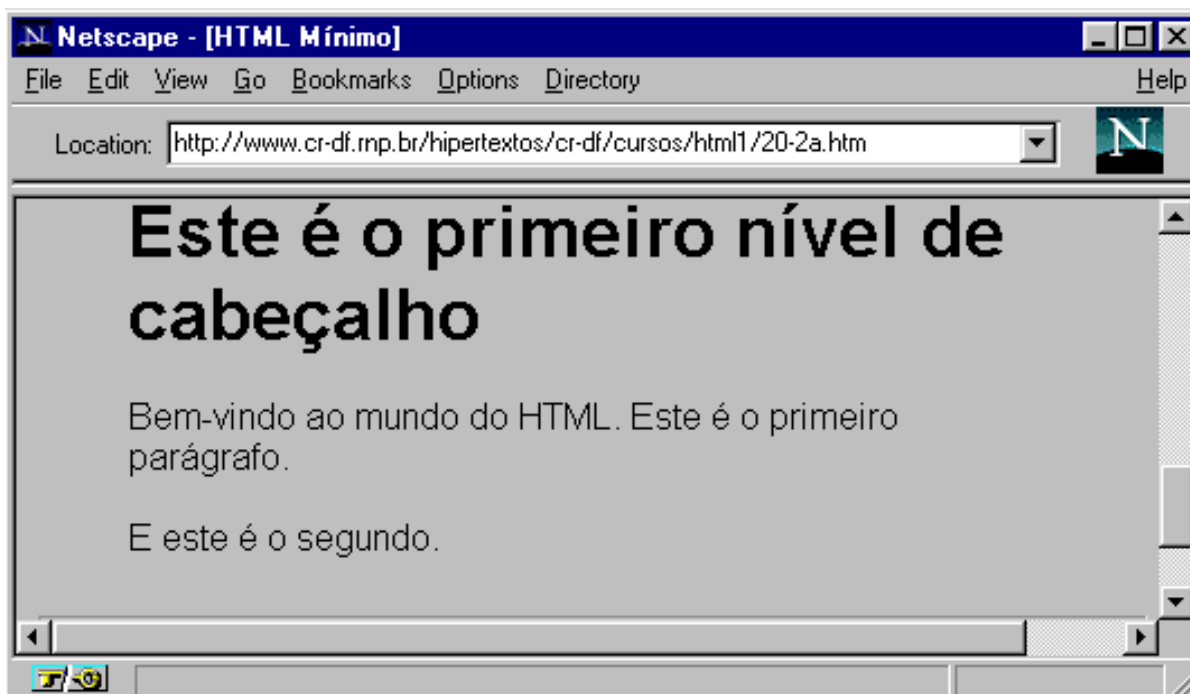 Netscape - [HTML Mínimo]
File Edit View Go Bookmarks Options Directory Help
Location: http://www.cr-df.rnp.br/hipertextos/cr-df/cursos/html1/20-2a.htm
N
Este é o primeiro nível de
cabeçalho
Bem-vindo ao mundo do HTML. Este é o primeiro
parágrafo.
E este é o segundo.